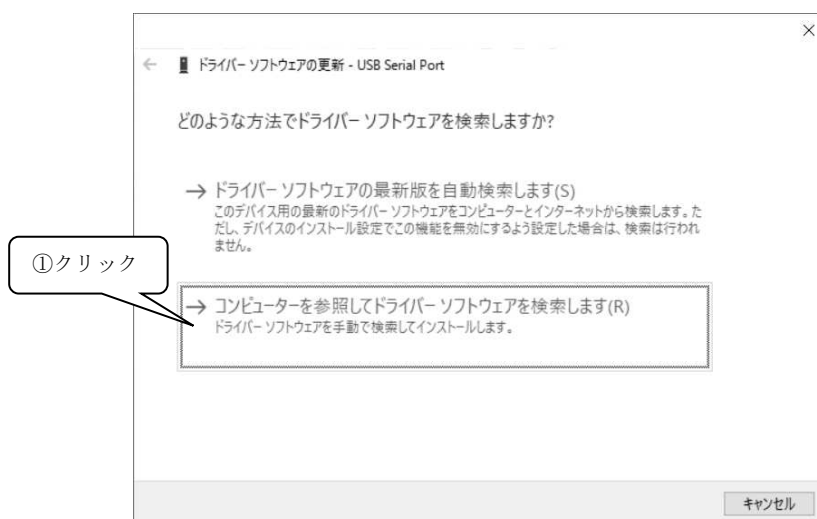 ×
← ドライバー ソフトウェアの更新 - USB Serial Port
どのような方法でドライバー ソフトウェアを検索しますか?
→ ドライバー ソフトウェアの最新版を自動検索します(S)
このデバイス用の最新のドライバー ソフトウェアをコンピューターとインターネットから検索します。た
だし、デバイスのインストール設定でこの機能を無効にするよう設定した場合は、検索は行われ
ません。
①クリック
→ コンピューターを参照してドライバー ソフトウェアを検索します(R)
ドライバー ソフトウェアを手動で検索してインストールします。
キャンセル